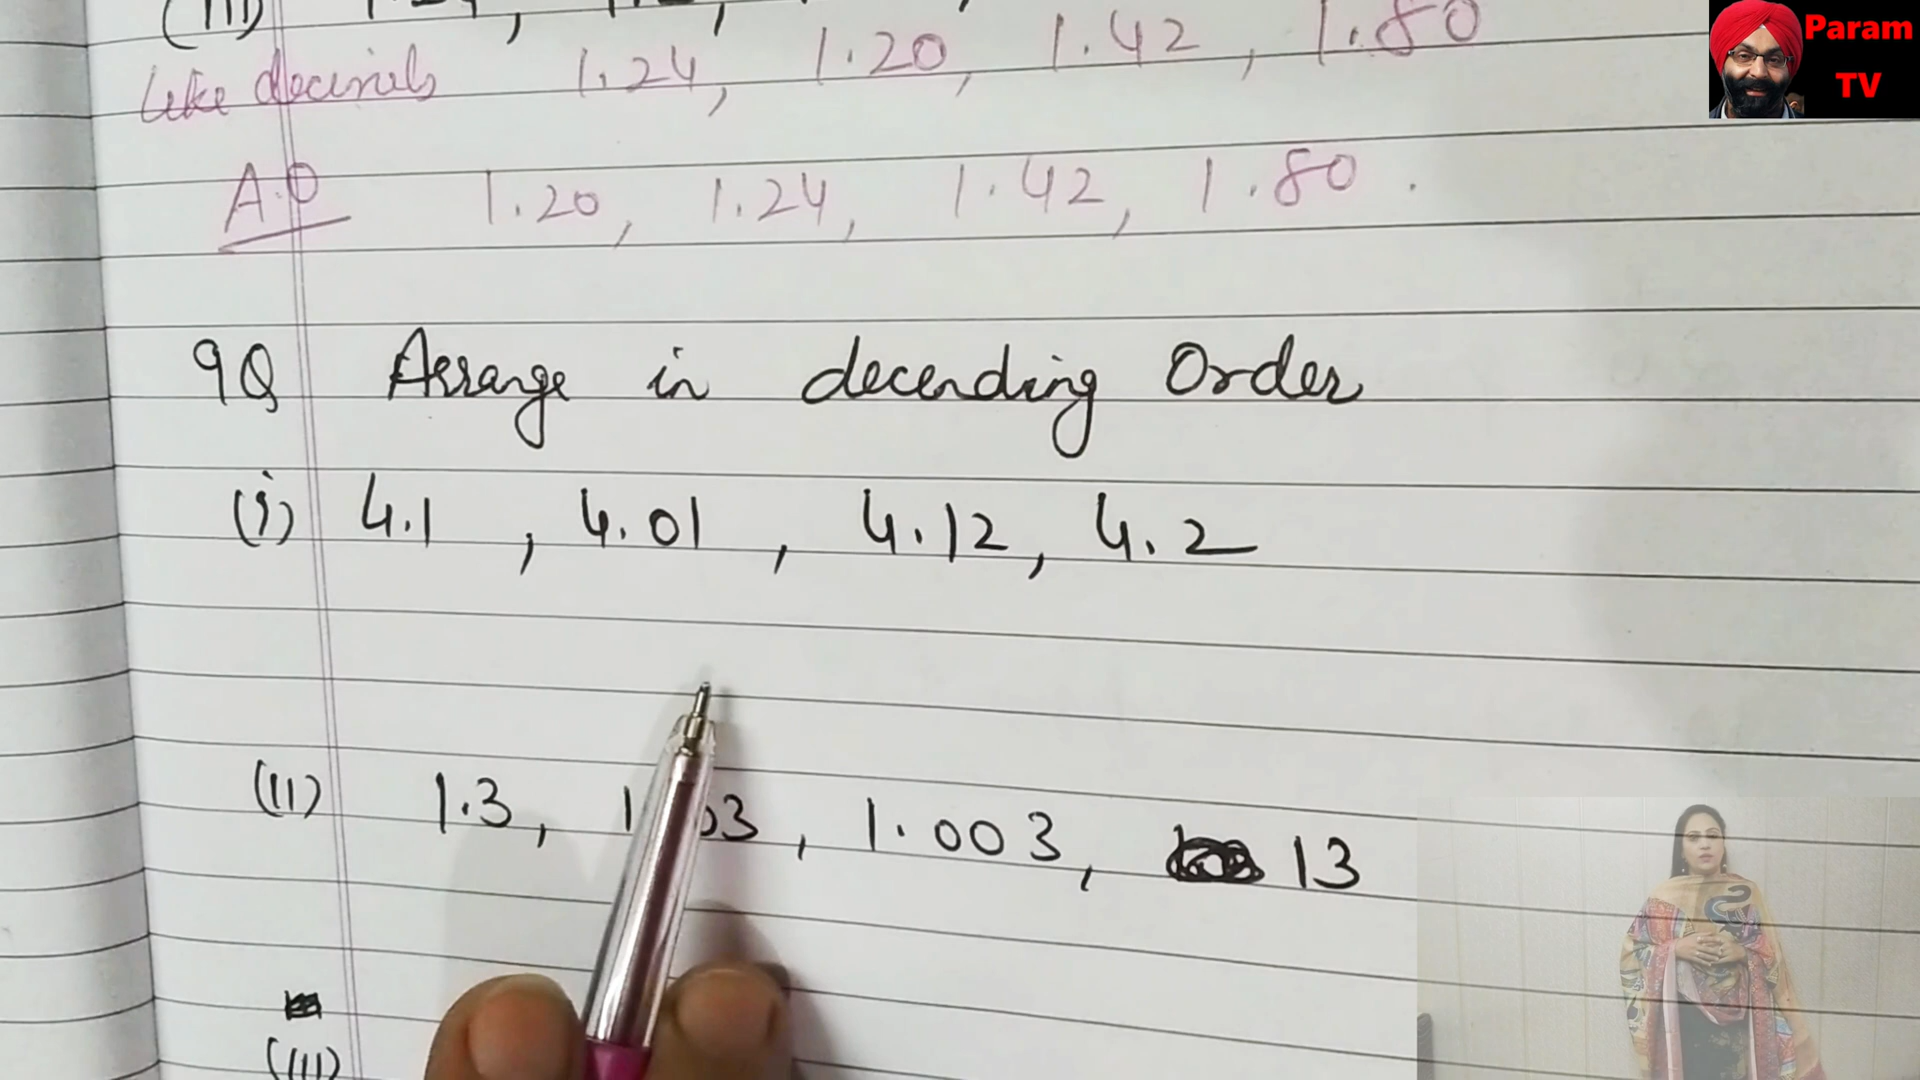 (III)
Like decimals 1.24, 1.20, 1.42, 1.80
A.O 1.20, 1.24, 1.42, 1.80.
9Q Arrange in decending Order
(i) 4.1, 4.01, 4.12, 4.2
(II) 1.3, 1.003, 13
(III)
Param
TV